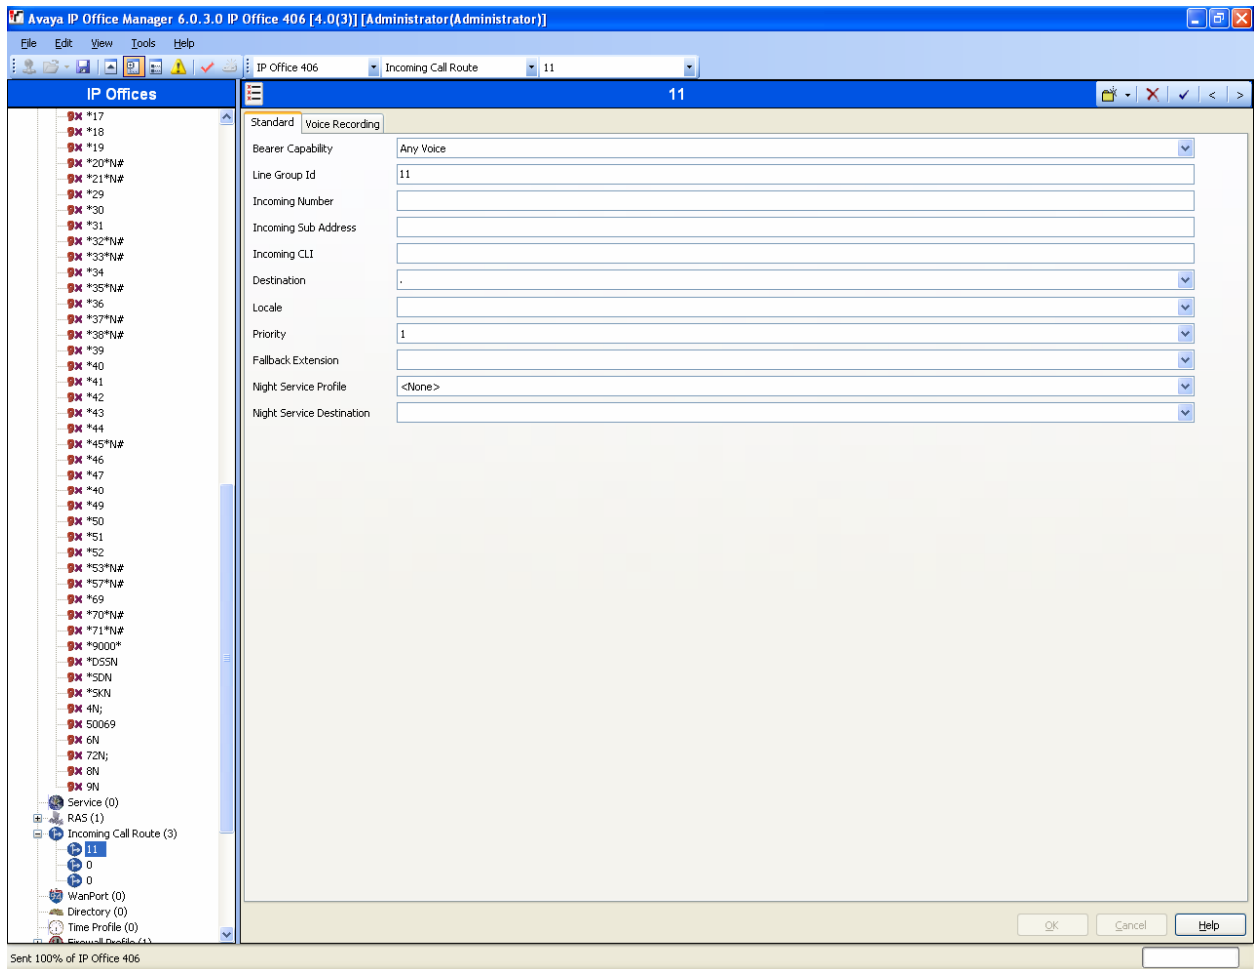 Avaya IP Office Manager 6.0.3.0 IP Office 406 [4.0(3)] [Administrator(Administrator)]
File Edit View Tools Help
IP Office 406 Incoming Call Route 11
IP Offices
11
*17
*18
*19
*20*N#
*21*N#
*29
*30
*31
*32*N#
*33*N#
*34
*35*N#
*36
*37*N#
*38*N#
*39
*40
*41
*42
*43
*44
*45*N#
*46
*47
*40
*49
*50
*51
*52
*53*N#
*57*N#
*69
*70*N#
*71*N#
*9000*
*DSSN
*SDN
*SKN
4N;
50069
6N
72N;
8N
9N
Service (0)
RAS (1)
Incoming Call Route (3)
11
0
0
WanPort (0)
Directory (0)
Time Profile (0)
Firewall Profile (1)
Standard Voice Recording
Bearer Capability Any Voice
Line Group Id 11
Incoming Number
Incoming Sub Address
Incoming CLI
Destination .
Locale
Priority 1
Fallback Extension
Night Service Profile <None>
Night Service Destination
OK Cancel Help
Sent 100% of IP Office 406